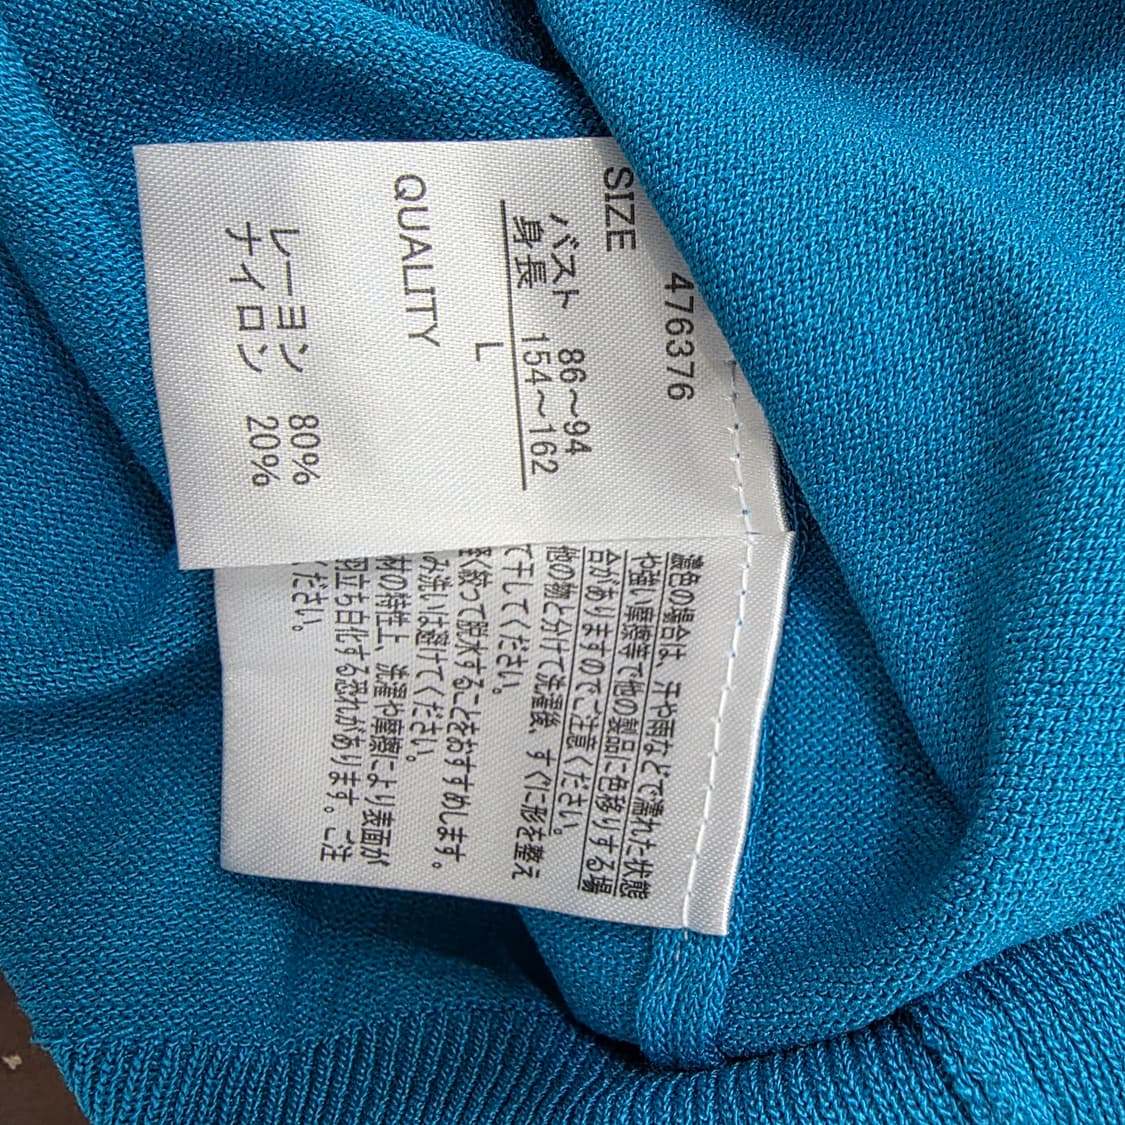 476376
SIZE
バスト 86～94
身長 154～162
L
QUALITY
レーヨン 80%
ナイロン 20%
濃色の場合は、汗や雨などで濡れた状態
や強い摩擦等で他の製品に色移りする場
合がありますのでご注意ください。
他の物と分けて洗濯後、すぐに形を整え
て干してください。
軽く絞って脱水することをおすすめします。
み洗いは避けてください。
材の特性上、洗濯や摩擦により表面が
立ち白化する恐れがあります。ご注
ください。